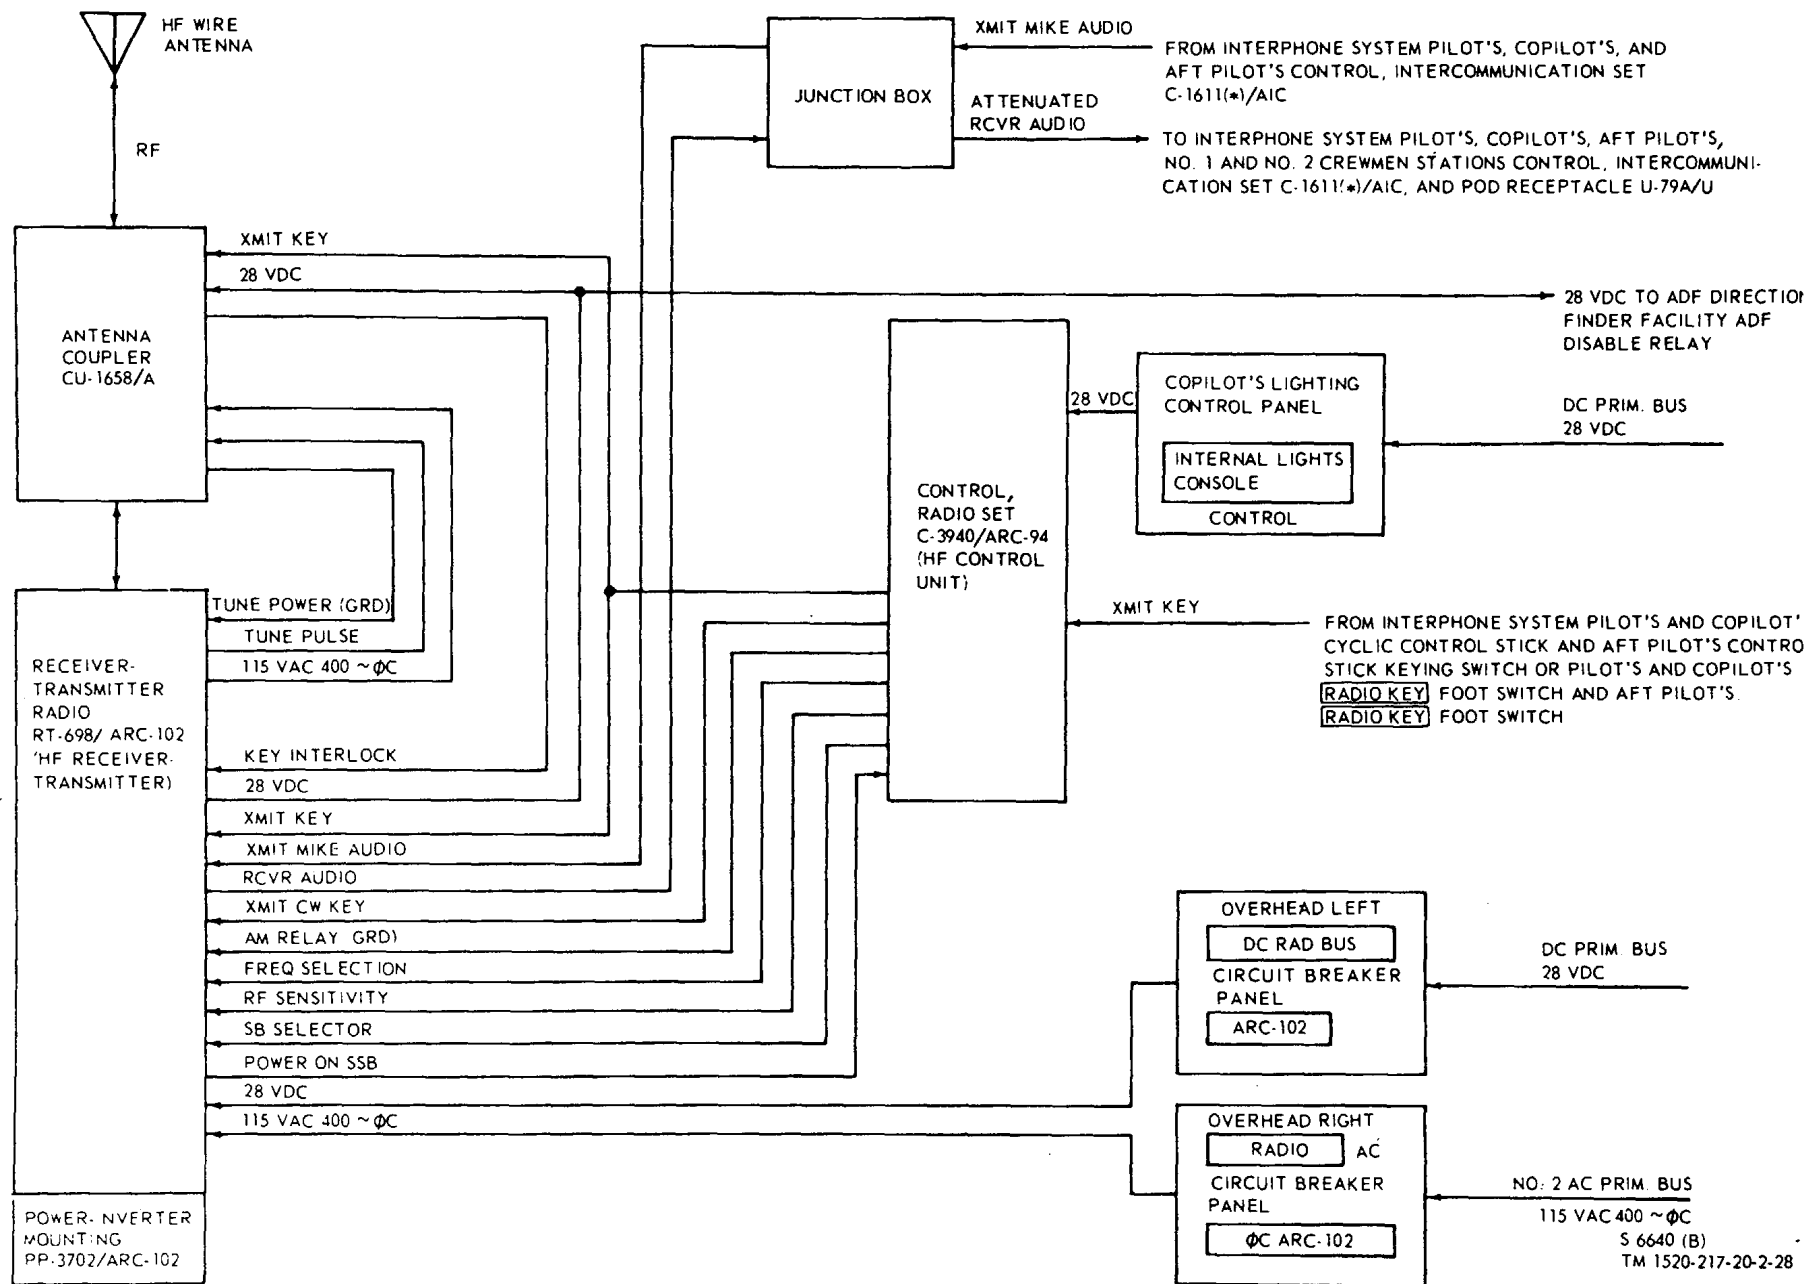 HF WIRE
ANTENNA
RF
XMIT MIKE AUDIO
FROM INTERPHONE SYSTEM PILOT'S, COPILOT'S, AND
AFT PILOT'S CONTROL, INTERCOMMUNICATION SET
C-1611(*)/AIC
JUNCTION BOX
ATTENUATED
RCVR AUDIO
TO INTERPHONE SYSTEM PILOT'S, COPILOT'S, AFT PILOT'S,
NO. 1 AND NO. 2 CREWMEN STATIONS CONTROL, INTERCOMMUNI-
CATION SET C-1611(*)/AIC, AND POD RECEPTACLE U-79A/U
XMIT KEY
28 VDC
28 VDC TO ADF DIRECTION
FINDER FACILITY ADF
DISABLE RELAY
ANTENNA
COUPLER
CU-1658/A
28 VDC
COPILOT'S LIGHTING
CONTROL PANEL
INTERNAL LIGHTS
CONSOLE
CONTROL
DC PRIM. BUS
28 VDC
CONTROL,
RADIO SET
C-3940/ARC-94
(HF CONTROL
UNIT)
XMIT KEY
FROM INTERPHONE SYSTEM PILOT'S AND COPILOT'
CYCLIC CONTROL STICK AND AFT PILOT'S CONTRO
STICK KEYING SWITCH OR PILOT'S AND COPILOT'S
RADIO KEY FOOT SWITCH AND AFT PILOT'S.
RADIO KEY FOOT SWITCH
RECEIVER-
TRANSMITTER
RADIO
RT-698/ ARC-102
'HF RECEIVER-
TRANSMITTER)
TUNE POWER (GRD)
TUNE PULSE
115 VAC 400 ~ ϕC
KEY INTERLOCK
28 VDC
XMIT KEY
XMIT MIKE AUDIO
RCVR AUDIO
XMIT CW KEY
AM RELAY GRD)
FREQ SELECTION
RF SENSITIVITY
SB SELECTOR
POWER ON SSB
28 VDC
115 VAC 400 ~ ϕC
OVERHEAD LEFT
DC RAD BUS
CIRCUIT BREAKER
PANEL
ARC-102
DC PRIM. BUS
28 VDC
OVERHEAD RIGHT
RADIO AC
CIRCUIT BREAKER
PANEL
ϕC ARC-102
NO. 2 AC PRIM. BUS
115 VAC 400 ~ ϕC
POWER-NVERTER
MOUNTING
PP-3702/ARC-102
S 6640 (B)
TM 1520-217-20-2-28